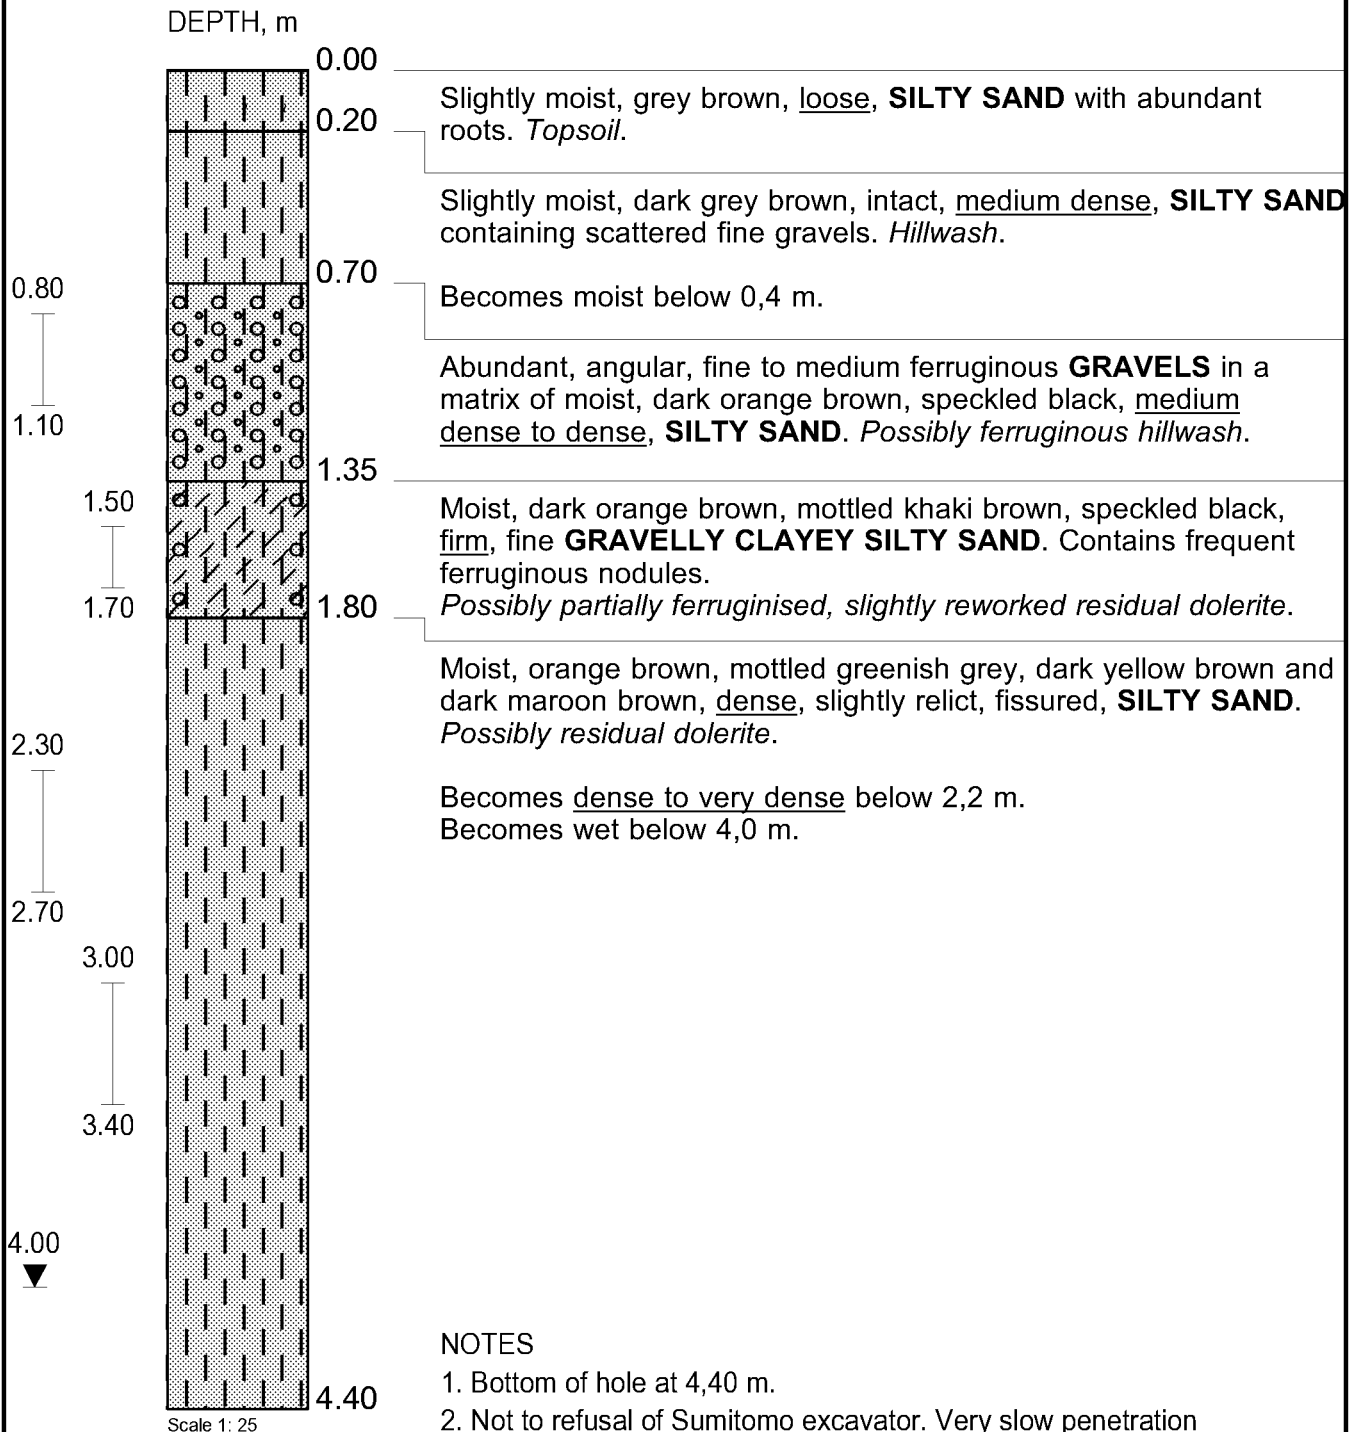 DEPTH, m
0.00
Slightly moist, grey brown, loose, SILTY SAND with abundant
0.20
roots. Topsoil.
Slightly moist, dark grey brown, intact, medium dense, SILTY SAND
containing scattered fine gravels. Hillwash.
0.70
0.80
Becomes moist below 0,4 m.
Abundant, angular, fine to medium ferruginous GRAVELS in a
matrix of moist, dark orange brown, speckled black, medium
1.10
dense to dense, SILTY SAND. Possibly ferruginous hillwash.
1.35
1.50
Moist, dark orange brown, mottled khaki brown, speckled black,
firm, fine GRAVELLY CLAYEY SILTY SAND. Contains frequent
ferruginous nodules.
1.70
1.80
Possibly partially ferruginised, slightly reworked residual dolerite.
Moist, orange brown, mottled greenish grey, dark yellow brown and
dark maroon brown, dense, slightly relict, fissured, SILTY SAND.
Possibly residual dolerite.
2.30
Becomes dense to very dense below 2,2 m.
Becomes wet below 4,0 m.
2.70
3.00
3.40
4.00
NOTES
1. Bottom of hole at 4,40 m.
4.40
Scale 1: 25
2. Not to refusal of Sumitomo excavator. Very slow penetration